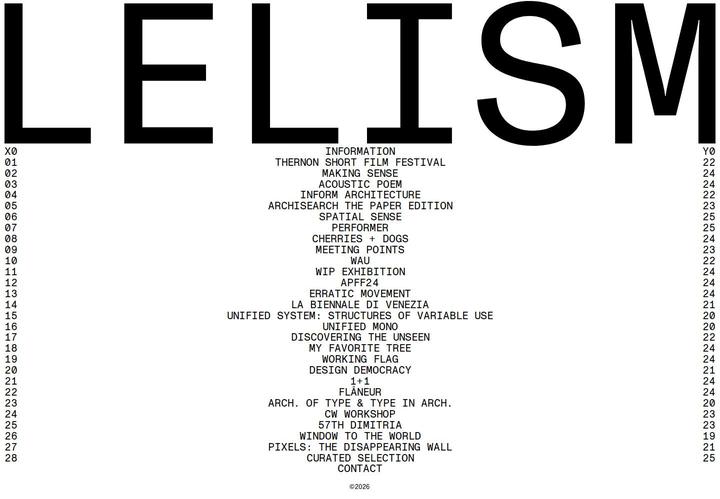 LELISM
X0 INFORMATION Y0
01 THERNON SHORT FILM FESTIVAL 22
02 MAKING SENSE 24
03 ACOUSTIC POEM 24
04 INFORM ARCHITECTURE 22
05 ARCHISEARCH THE PAPER EDITION 23
06 SPATIAL SENSE 25
07 PERFORMER 25
08 CHERRIES + DOGS 24
09 MEETING POINTS 23
10 WAU 22
11 WIP EXHIBITION 24
12 APFF24 24
13 ERRATIC MOVEMENT 24
14 LA BIENNALE DI VENEZIA 21
15 UNIFIED SYSTEM: STRUCTURES OF VARIABLE USE 20
16 UNIFIED MONO 20
17 DISCOVERING THE UNSEEN 22
18 MY FAVORITE TREE 24
19 WORKING FLAG 24
20 DESIGN DEMOCRACY 21
21 1+1 24
22 FLÂNEUR 24
23 ARCH. OF TYPE & TYPE IN ARCH. 20
24 CW WORKSHOP 23
25 57TH DIMITRIA 23
26 WINDOW TO THE WORLD 19
27 PIXELS: THE DISAPPEARING WALL 21
28 CURATED SELECTION 25
CONTACT
©2026